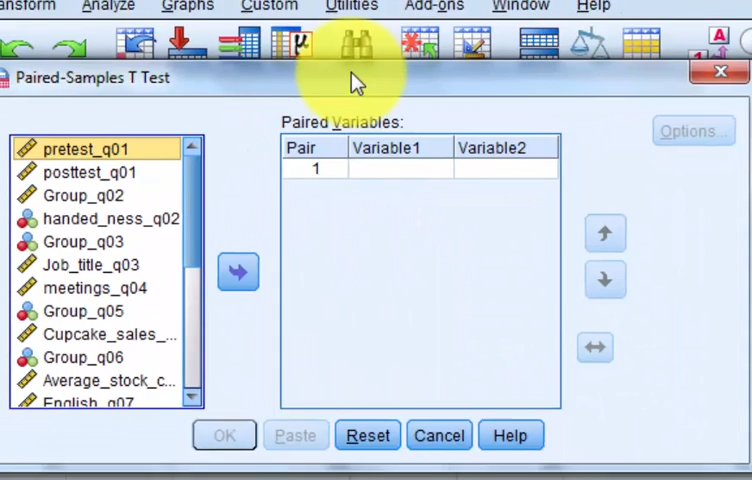 ansform Analyze Graphs Custom Utilities Add-ons Window Help
A
μ
Paired-Samples T Test
Paired Variables:
Options...
Pair Variable1 Variable2
1
pretest_q01
posttest_q01
Group_q02
handed_ness_q02
Group_q03
Job_title_q03
meetings_q04
Group_q05
Cupcake_sales_...
Group_q06
Average_stock_c...
English_q07
OK Paste Reset Cancel Help